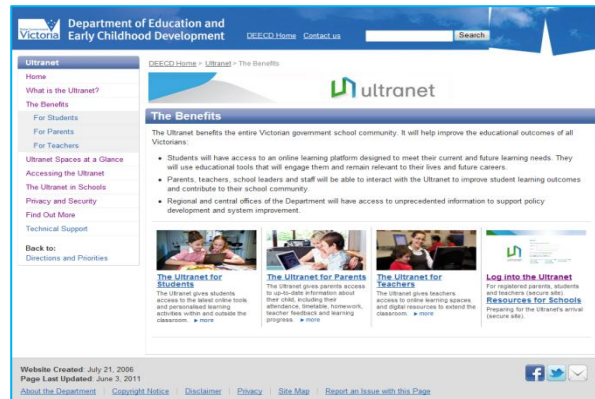 Victoria
Department of Education and
Early Childhood Development
DEECD Home Contact us
Search
Ultranet
Home
What is the Ultranet?
The Benefits
For Students
For Parents
For Teachers
Ultranet Spaces at a Glance
Accessing the Ultranet
The Ultranet in Schools
Privacy and Security
Find Out More
Technical Support
Back to:
Directions and Priorities
DEECD Home > Ultranet > The Benefits
ultranet
The Benefits
The Ultranet benefits the entire Victorian government school community. It will help improve the educational outcomes of all
Victorians:
• Students will have access to an online learning platform designed to meet their current and future learning needs. They
will use educational tools that will engage them and remain relevant to their lives and future careers.
• Parents, teachers, school leaders and staff will be able to interact with the Ultranet to improve student learning outcomes
and contribute to their school community.
• Regional and central offices of the Department will have access to unprecedented information to support policy
development and system improvement.
The Ultranet for
Students
The Ultranet gives students
access to the latest online tools
and personalised learning
activities within and outside the
classroom. ► more
The Ultranet for Parents
The Ultranet gives parents access
to up-to-date information about
their child, including their
attendance, timetable, homework,
teacher feedback and learning
progress. ► more
The Ultranet for
Teachers
The Ultranet gives teachers
access to online learning spaces
and digital resources to extend the
classroom. ► more
Log into the Ultranet
For registered parents, students
and teachers (secure site).
Resources for Schools
Preparing for the Ultranet's arrival
(secure site).
Website Created: July 21, 2006
Page Last Updated: June 3, 2011
About the Department | Copyright Notice | Disclaimer | Privacy | Site Map | Report an Issue with this Page